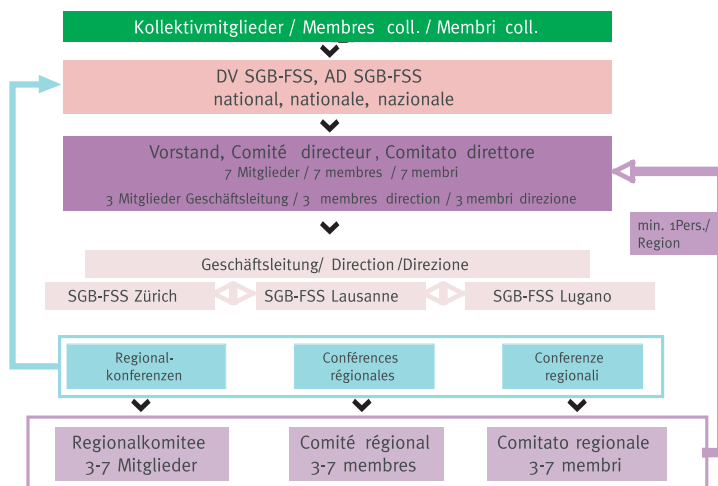 Kollektivmitglieder / Membres coll. / Membri coll.
DV SGB-FSS, AD SGB-FSS
national, nationale, nazionale
Vorstand, Comité directeur, Comitato direttore
7 Mitglieder / 7 membres / 7 membri
3 Mitglieder Geschäftsleitung / 3 membres direction / 3 membri direzione
min. 1Pers./
Region
Geschäftsleitung/ Direction /Direzione
SGB-FSS Zürich
SGB-FSS Lausanne
SGB-FSS Lugano
Regional-
konferenzen
Conférences
régionales
Conferenze
regionali
Regionalkomitee
3-7 Mitglieder
Comité régional
3-7 membres
Comitato regionale
3-7 membri